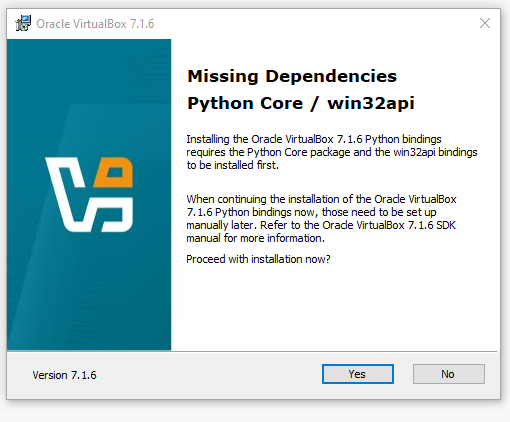 Oracle VirtualBox 7.1.6
Missing Dependencies
Python Core / win32api
Installing the Oracle VirtualBox 7.1.6 Python bindings
requires the Python Core package and the win32api bindings
to be installed first.
When continuing the installation of the Oracle VirtualBox
7.1.6 Python bindings now, those need to be set up
manually later. Refer to the Oracle VirtualBox 7.1.6 SDK
manual for more information.
Proceed with installation now?
Version 7.1.6
Yes
No